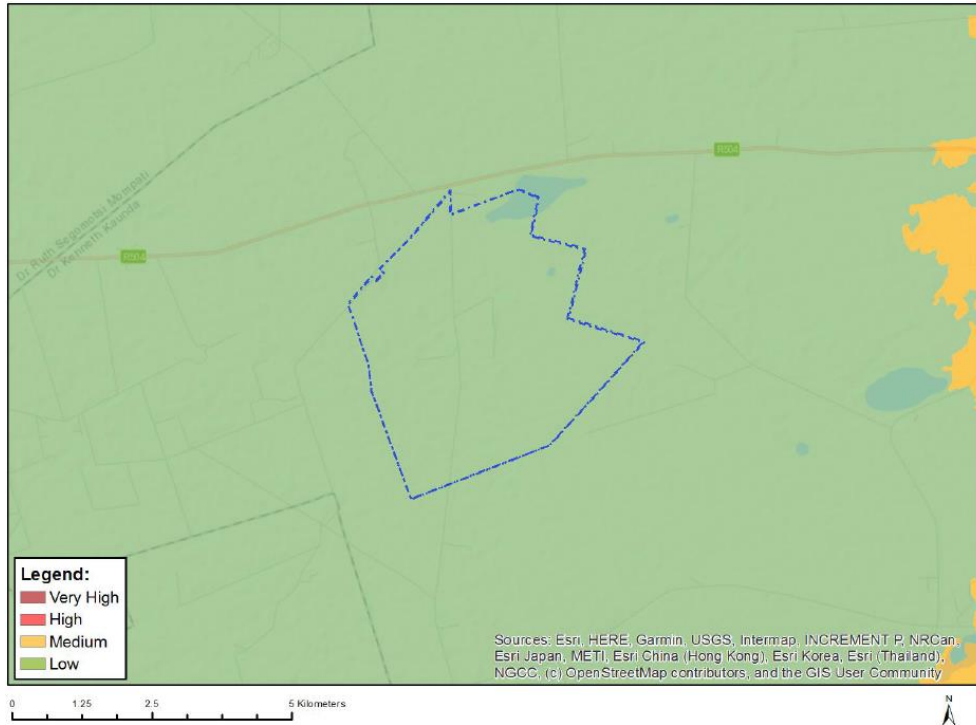 R504
R504
Dr Ruth Segomotsi Mompati
Dr Kenneth Kaunda
Legend:
Very High
High
Medium
Low
Sources: Esri, HERE, Garmin, USGS, Intermap, INCREMENT P, NRCan,
Esri Japan, METI, Esri China (Hong Kong), Esri Korea, Esri (Thailand),
NGCC, (c) OpenStreetMap contributors, and the GIS User Community
0 1.25 2.5 5 Kilometers
N